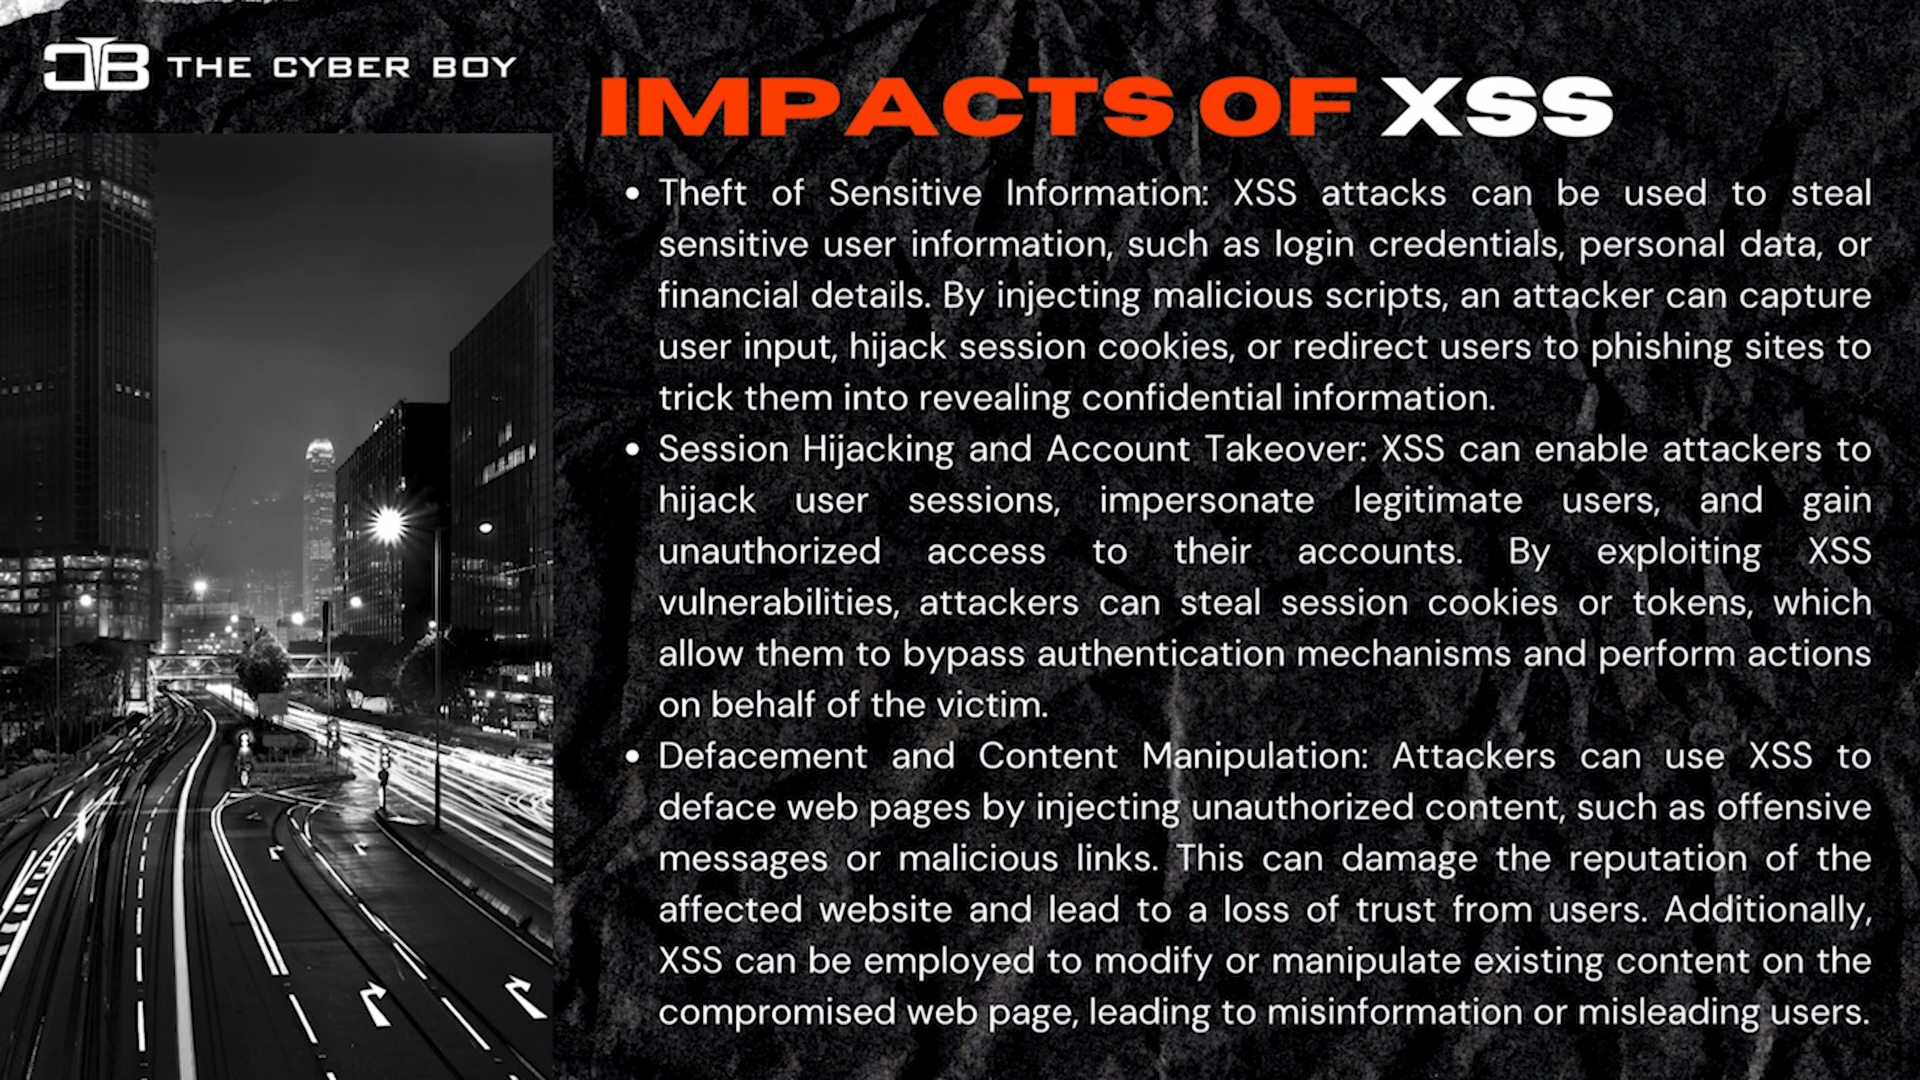 THE CYBER BOY
IMPACTS OF XSS
• Theft of Sensitive Information: XSS attacks can be used to steal
sensitive user information, such as login credentials, personal data, or
financial details. By injecting malicious scripts, an attacker can capture
user input, hijack session cookies, or redirect users to phishing sites to
trick them into revealing confidential information.
• Session Hijacking and Account Takeover: XSS can enable attackers to
hijack user sessions, impersonate legitimate users, and gain
unauthorized access to their accounts. By exploiting XSS
vulnerabilities, attackers can steal session cookies or tokens, which
allow them to bypass authentication mechanisms and perform actions
on behalf of the victim.
• Defacement and Content Manipulation: Attackers can use XSS to
deface web pages by injecting unauthorized content, such as offensive
messages or malicious links. This can damage the reputation of the
affected website and lead to a loss of trust from users. Additionally,
XSS can be employed to modify or manipulate existing content on the
compromised web page, leading to misinformation or misleading users.